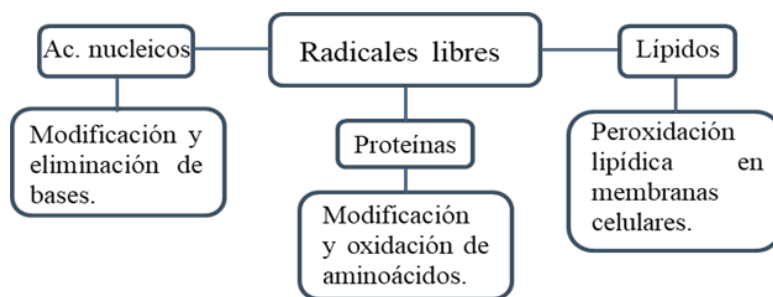 Ac. nucleicos
Radicales libres
Lípidos
Modificación y
eliminación de
bases.
Proteínas
Peroxidación
lipídica en
membranas
celulares.
Modificación
y oxidación de
aminoácidos.